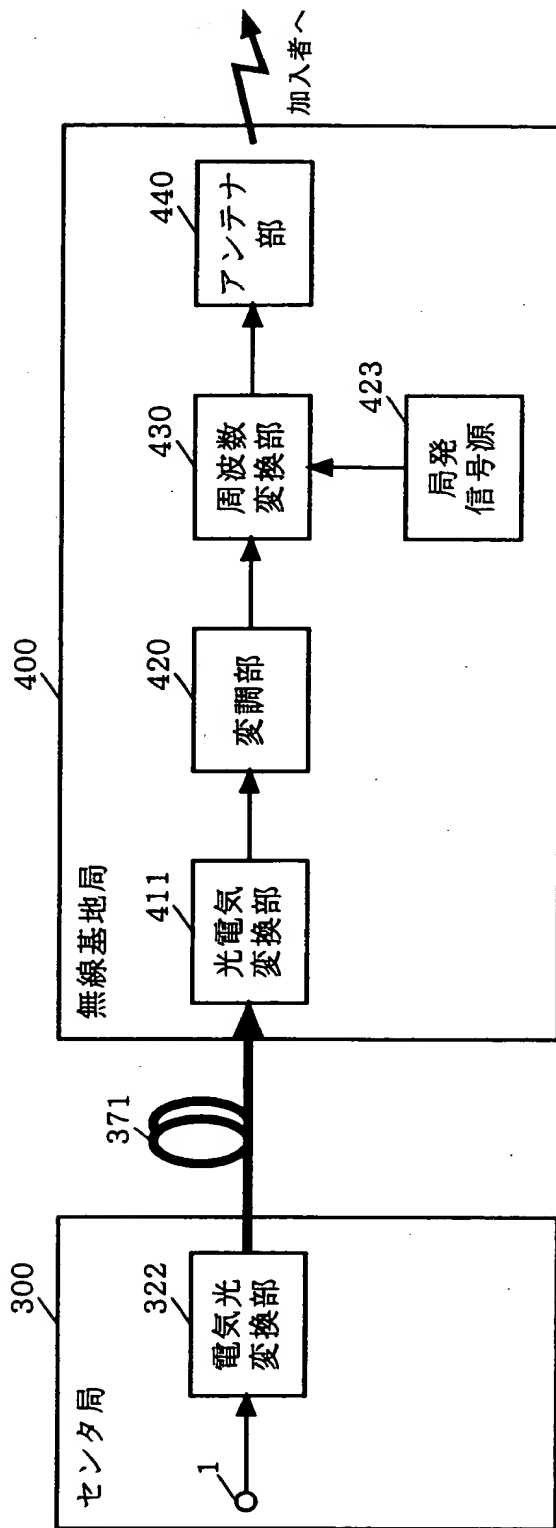 センタ局
300
1
322
電気光
変換部
371
無線基地局
400
411
光電気
変換部
420
変調部
430
周波数
変換部
423
局発
信号源
440
アンテナ
部
加入者へ